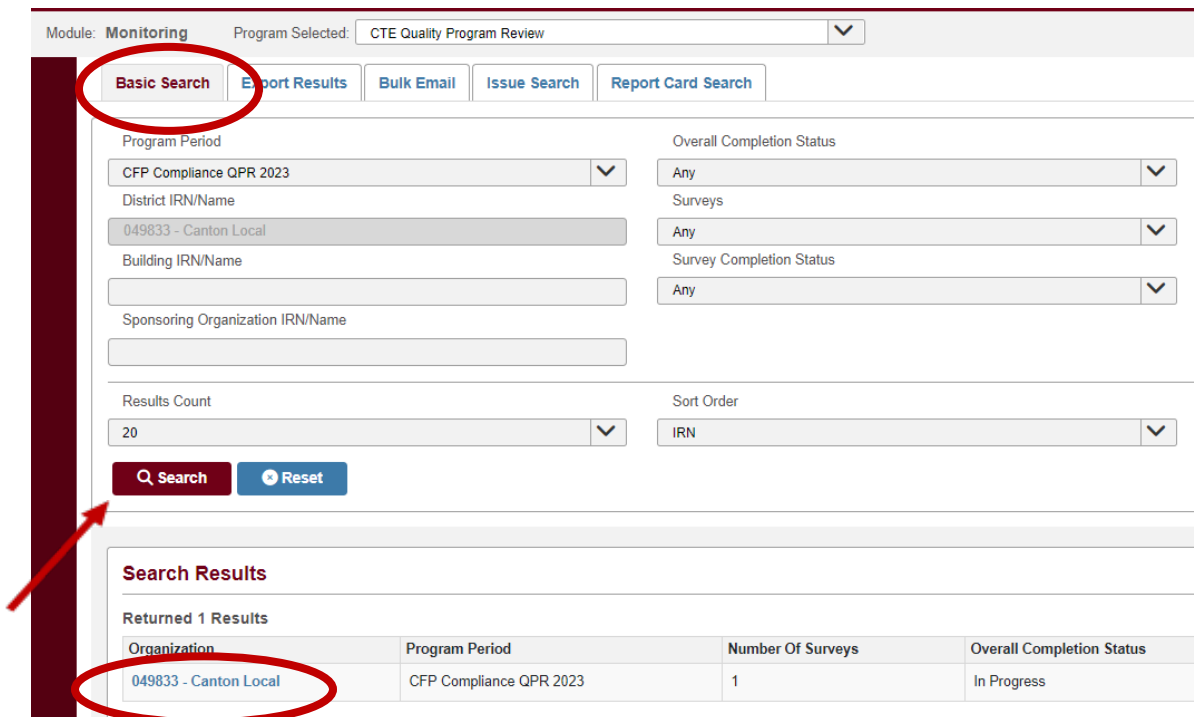 Module: Monitoring Program Selected: CTE Quality Program Review
Basic Search Export Results Bulk Email Issue Search Report Card Search
Program Period Overall Completion Status
CFP Compliance QPR 2023 Any
District IRN/Name Surveys
049833 - Canton Local Any
Building IRN/Name Survey Completion Status
Any
Sponsoring Organization IRN/Name
Results Count Sort Order
20 IRN
Search Reset
Search Results
Returned 1 Results
Organization Program Period Number Of Surveys Overall Completion Status
049833 - Canton Local CFP Compliance QPR 2023 1 In Progress